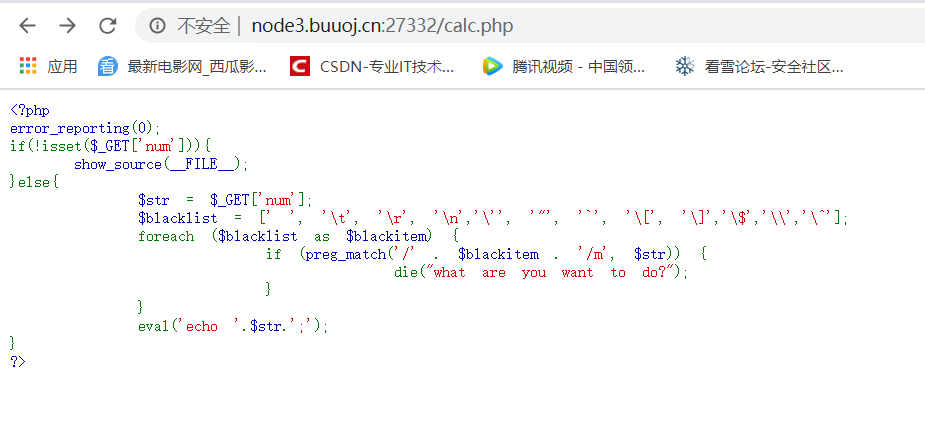 不安全 | node3.buuoj.cn:27332/calc.php
应用 看 最新电影网_西瓜影... C CSDN-专业IT技术... 腾讯视频 - 中国领... 看雪论坛-安全社区...
<?php
error_reporting(0);
if(!isset($_GET['num'])){
        show_source(__FILE__);
}else{
                $str = $_GET['num'];
                $blacklist = [' ', '\t', '\r', '\n','\'', '"', '`', '\[', '\]','\$','\\','\^'];
                foreach ($blacklist as $blackitem) {
                                if (preg_match('/' . $blackitem . '/m', $str)) {
                                                die("what are you want to do?");
                                }
                }
                eval('echo '.$str.';');
}
?>